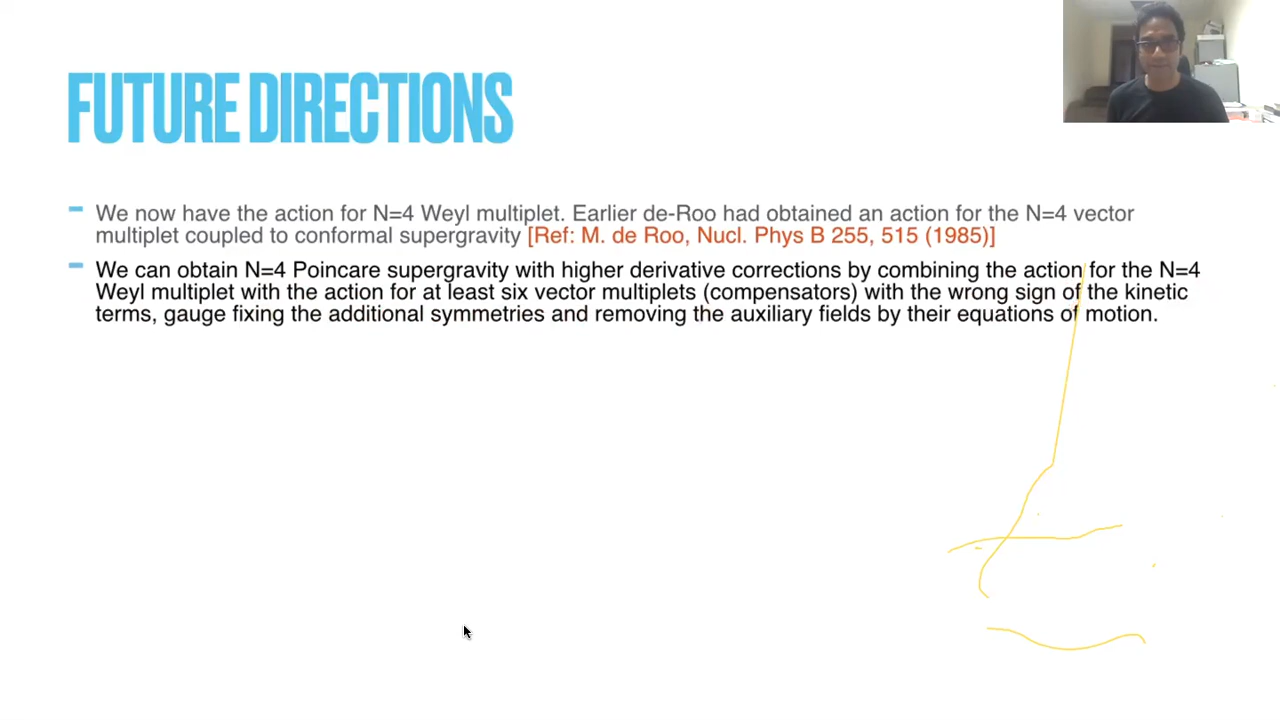 FUTURE DIRECTIONS
- We now have the action for N=4 Weyl multiplet. Earlier de-Roo had obtained an action for the N=4 vector
multiplet coupled to conformal supergravity [Ref: M. de Roo, Nucl. Phys B 255, 515 (1985)]
- We can obtain N=4 Poincare supergravity with higher derivative corrections by combining the action for the N=4
Weyl multiplet with the action for at least six vector multiplets (compensators) with the wrong sign of the kinetic
terms, gauge fixing the additional symmetries and removing the auxiliary fields by their equations of motion.